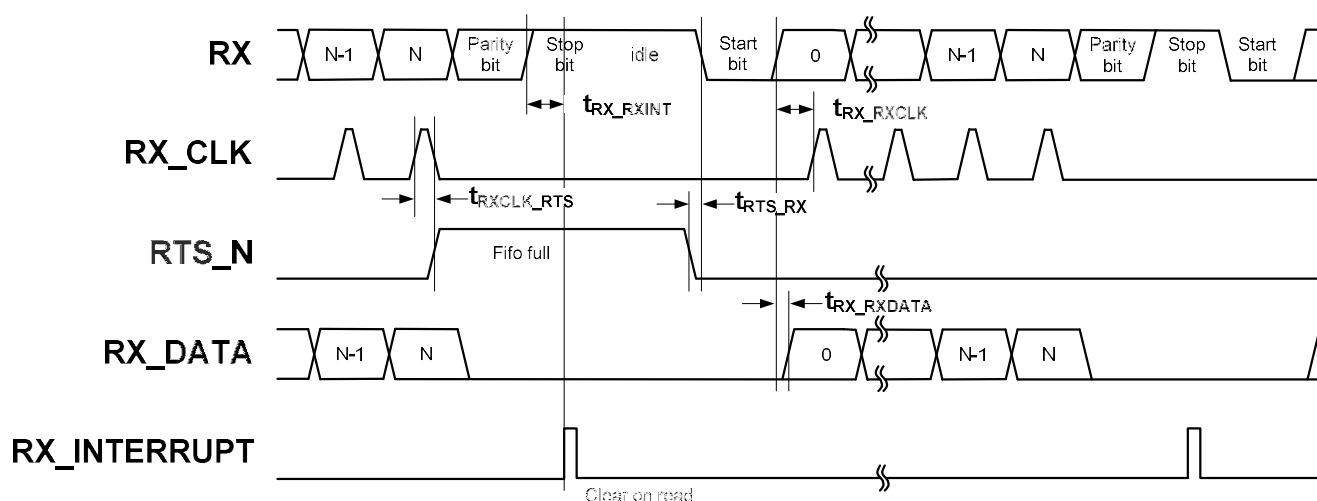 RX N-1 N Parity bit Stop bit idle Start bit 0 N-1 N Parity bit Stop bit Start bit
tRX_RXINT tRX_RXCLK
RX_CLK
tRXCLK_RTS tRTS_RX
RTS_N Fifo full
tRX_RXDATA
RX_DATA N-1 N 0 N-1 N
RX_INTERRUPT
Clear on read